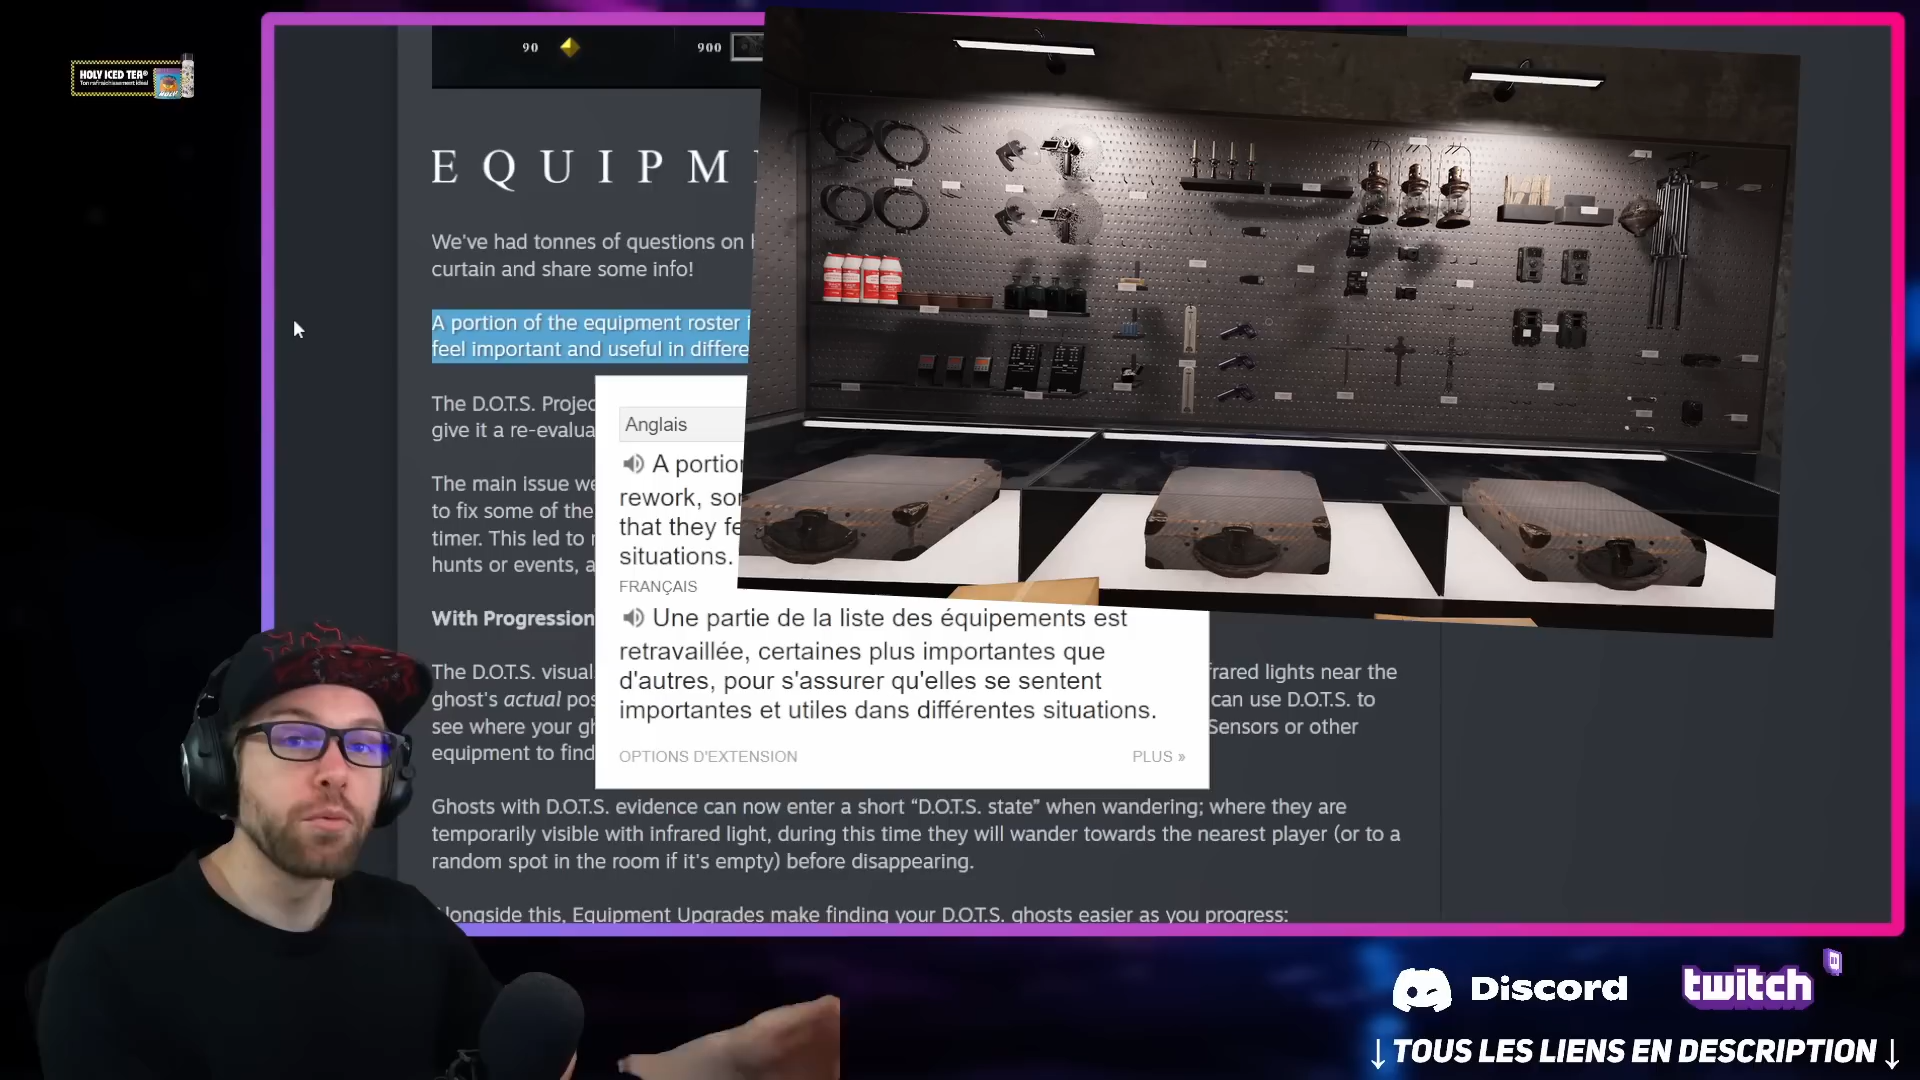 HOLY ICED TEA®
Ton rafraichissement idéal
90
900
EQUIPM
We've had tonnes of questions on
curtain and share some info!
A portion of the equipment roster
feel important and useful in differe
The D.O.T.S. Projec
give it a re-evalua
The main issue we
to fix some of the
timer. This led to
hunts or events, a
With Progression
The D.O.T.S. visual
ghost's actual pos
see where your gh
equipment to find
Anglais
A portion
rework, son
that they fe
situations.
FRANÇAIS
Une partie de la liste des équipements est
retravaillée, certaines plus importantes que
d'autres, pour s'assurer qu'elles se sentent
importantes et utiles dans différentes situations.
OPTIONS D'EXTENSION
PLUS »
frared lights near the
can use D.O.T.S. to
Sensors or other
Ghosts with D.O.T.S. evidence can now enter a short “D.O.T.S. state” when wandering; where they are
temporarily visible with infrared light, during this time they will wander towards the nearest player (or to a
random spot in the room if it's empty) before disappearing.
Alongside this, Equipment Upgrades make finding your D.O.T.S. ghosts easier as you progress:
Discord
twitch
↓ TOUS LES LIENS EN DESCRIPTION ↓